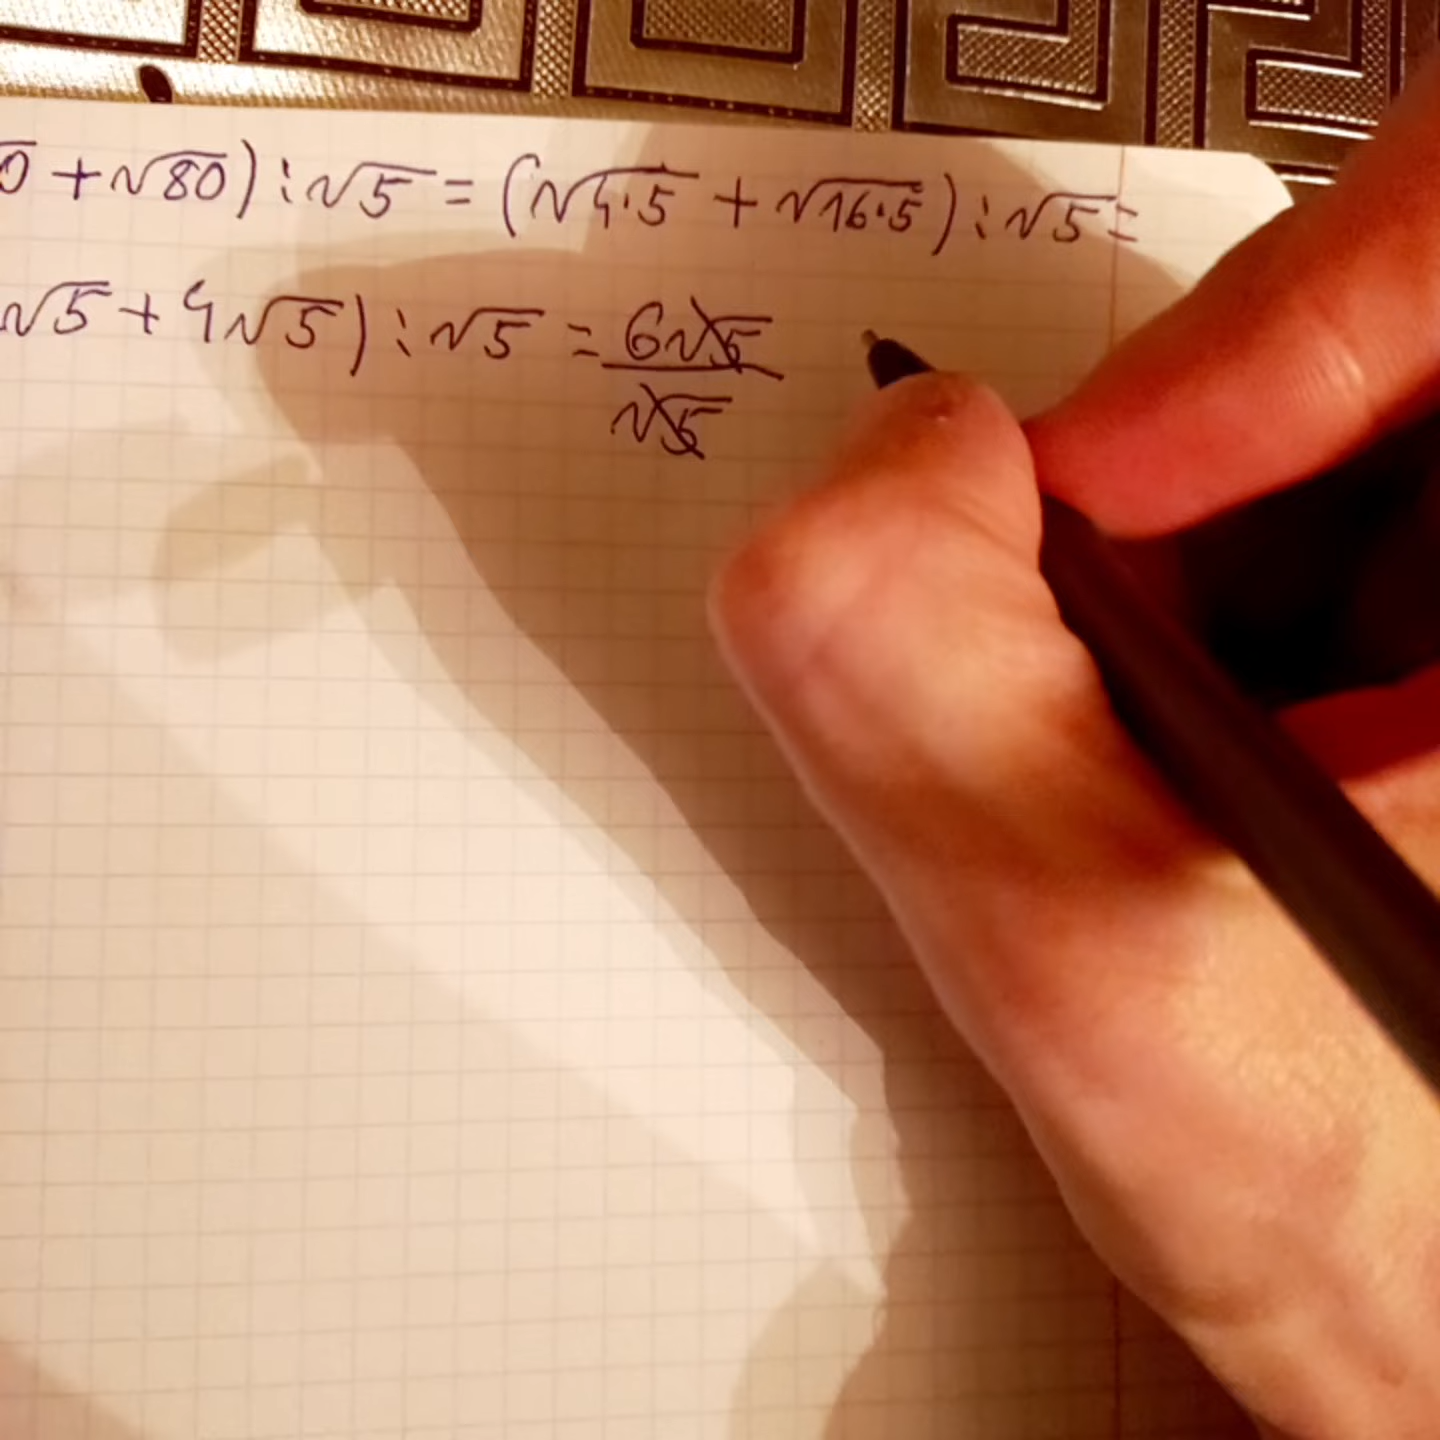 0 + √80) : √5 = (√4·5 + √16·5) : √5 =
√5 + 4√5) : √5 = 6√5/√5